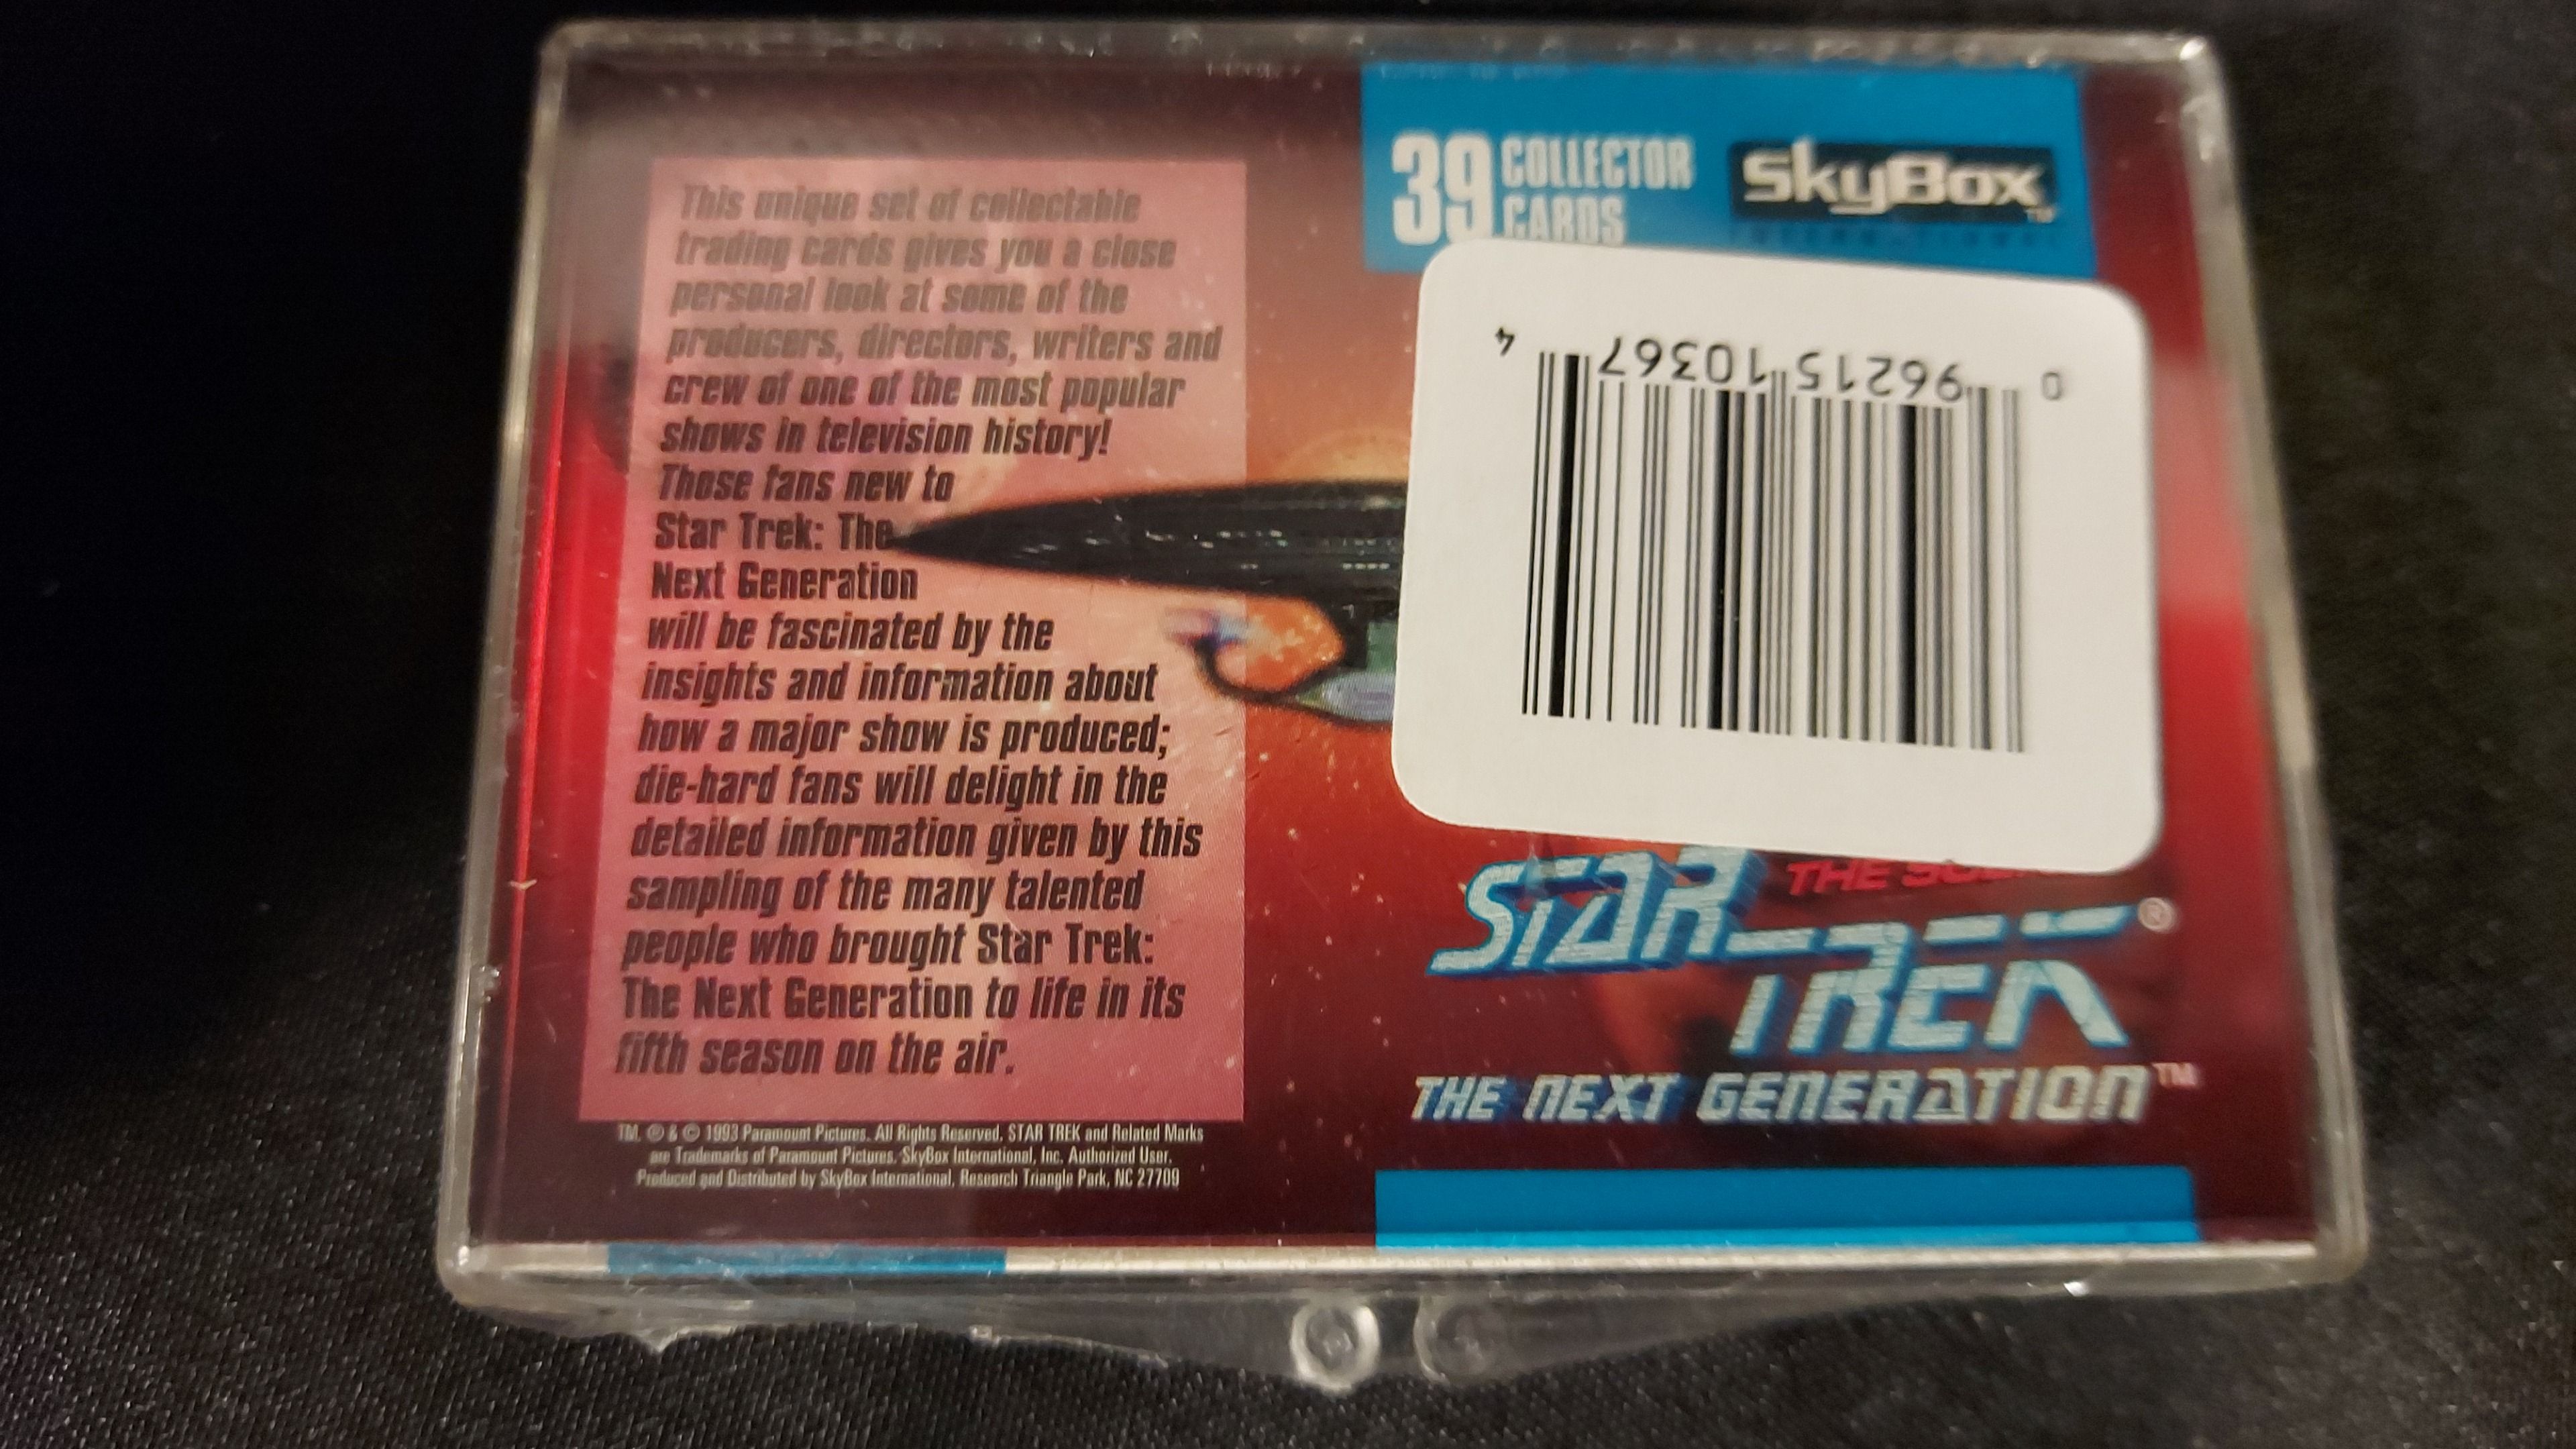 This unique set of collectable
trading cards gives you a close
personal look at some of the
producers, directors, writers and
crew of one of the most popular
shows in television history!
Those fans new to
Star Trek: The
Next Generation
will be fascinated by the
insights and information about
how a major show is produced;
die-hard fans will delight in the
detailed information given by this
sampling of the many talented
people who brought Star Trek:
The Next Generation to life in its
fifth season on the air.
TM, ® & © 1993 Paramount Pictures. All Rights Reserved. STAR TREK and Related Marks
are Trademarks of Paramount Pictures. SkyBox International, Inc. Authorized User.
Produced and Distributed by SkyBox International, Research Triangle Park, NC 27709
39 COLLECTOR
CARDS
SkyBox™
INTERNATIONAL
0 96215 10367 4
THE
STAR
TREK®
THE NEXT GENERATION™